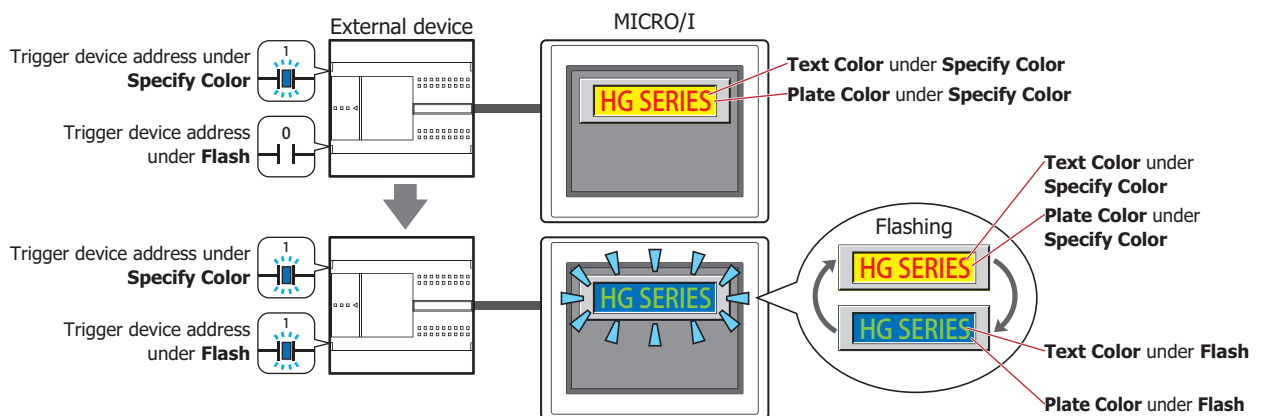 External device
MICRO/I
Trigger device address under
Specify Color
1
Text Color under Specify Color
Plate Color under Specify Color
HG SERIES
Trigger device address
under Flash
0
Text Color under
Specify Color
Plate Color under
Specify Color
Flashing
Trigger device address under
Specify Color
1
HG SERIES
HG SERIES
Trigger device address
under Flash
1
HG SERIES
Text Color under Flash
Plate Color under Flash